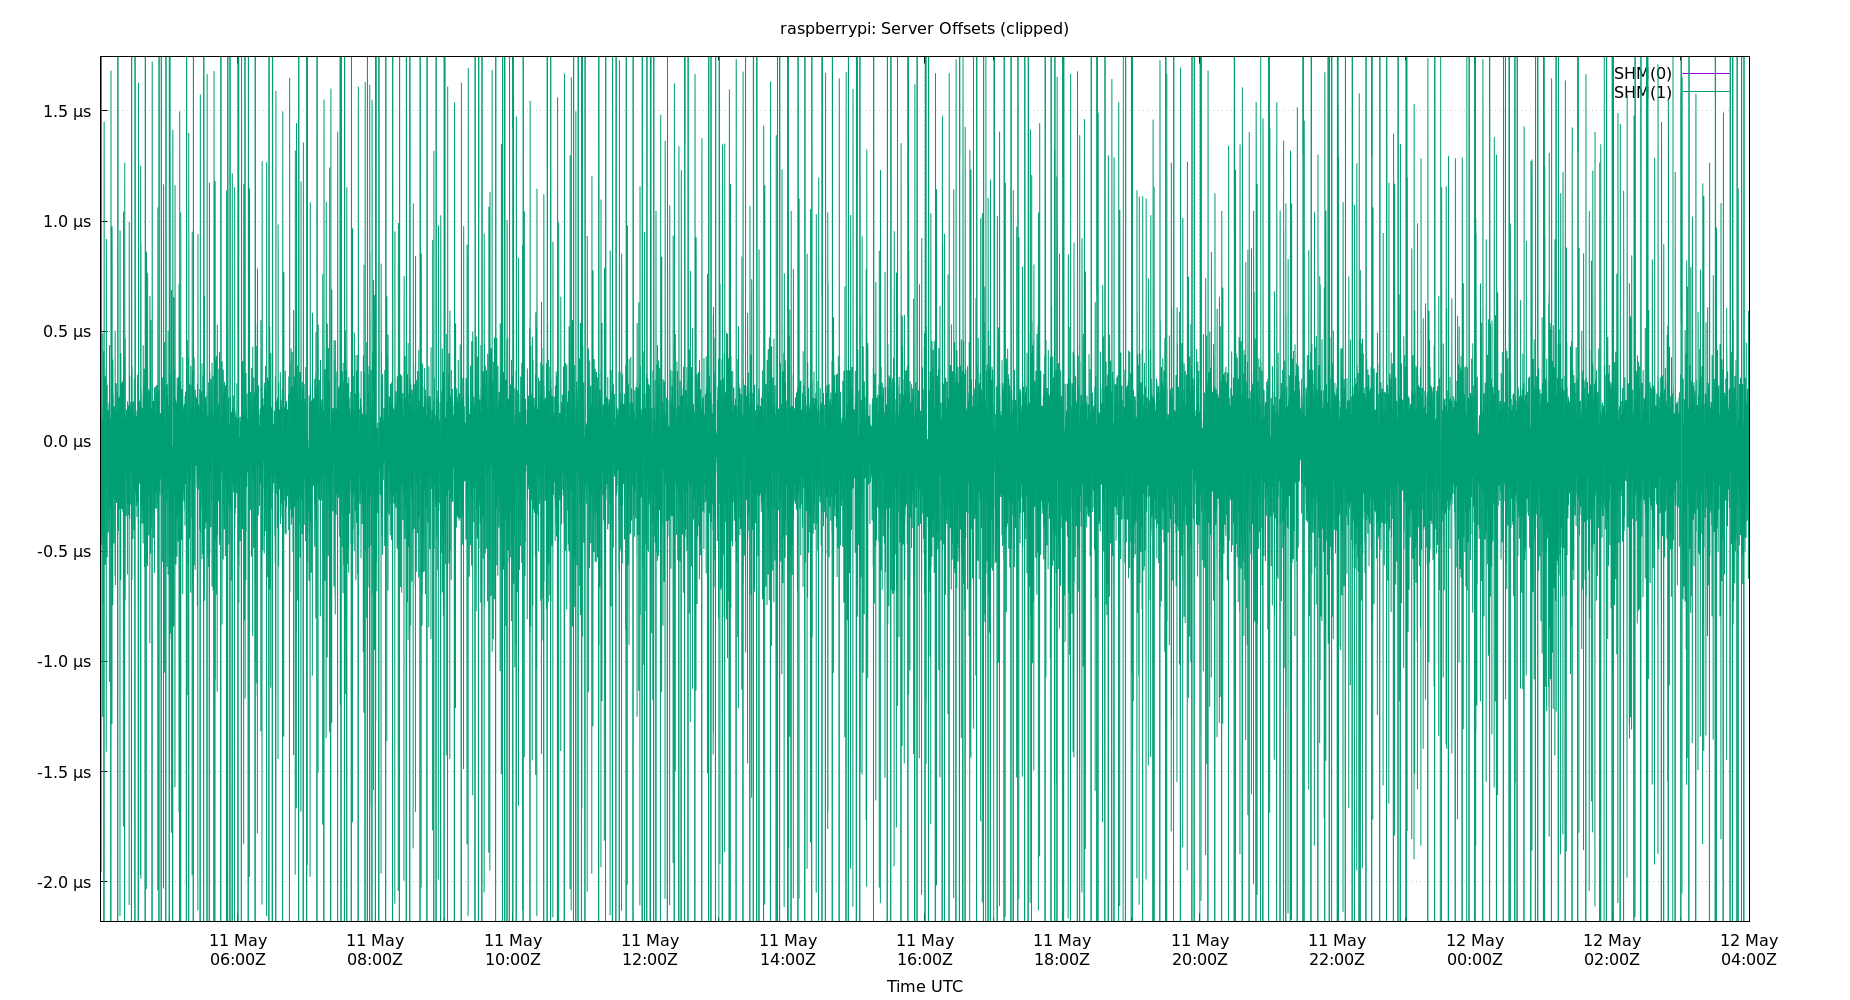 raspberrypi: Server Offsets (clipped)
SHM(0)
SHM(1)
1.5 µs
1.0 µs
0.5 µs
0.0 µs
-0.5 µs
-1.0 µs
-1.5 µs
-2.0 µs
11 May 11 May 11 May 11 May 11 May 11 May 11 May 11 May 11 May 12 May 12 May 12 May
06:00Z 08:00Z 10:00Z 12:00Z 14:00Z 16:00Z 18:00Z 20:00Z 22:00Z 00:00Z 02:00Z 04:00Z
Time UTC